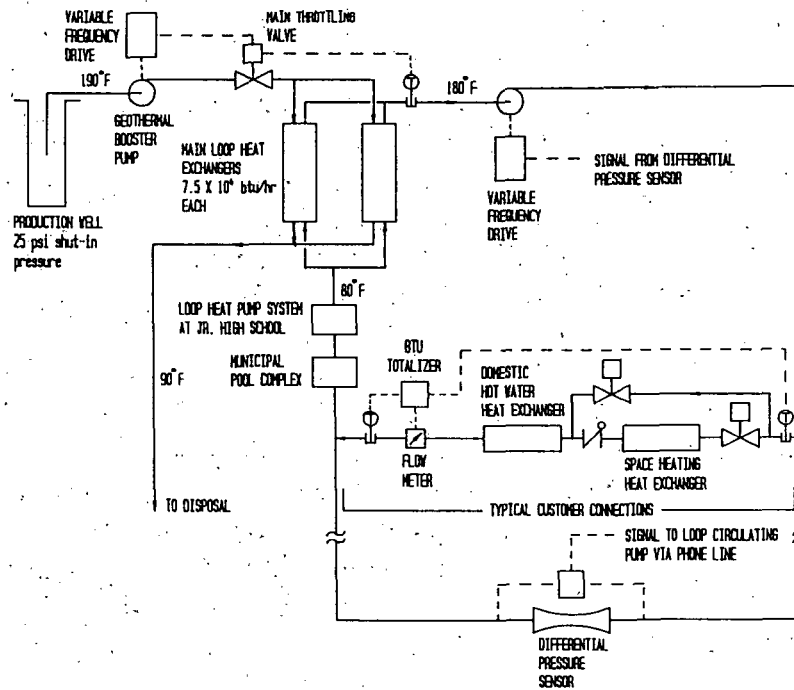 VARIABLE
FREQUENCY
DRIVE
MAIN THROTTLING
VALVE
190°F
180°F
GEOTHERMAL
BOOSTER
PUMP
MAIN LOOP HEAT
EXCHANGERS
7.5 X 10⁶ btu/hr
EACH
SIGNAL FROM DIFFERENTIAL
PRESSURE SENSOR
VARIABLE
FREQUENCY
DRIVE
PRODUCTION WELL
25 psi shut-in
pressure
80°F
LOOP HEAT PUMP SYSTEM
AT JR. HIGH SCHOOL
MUNICIPAL
POOL COMPLEX
90°F
BTU
TOTALIZER
DOMESTIC
HOT WATER
HEAT EXCHANGER
T
T
T
FLOW
METER
SPACE HEATING
HEAT EXCHANGER
TO DISPOSAL
TYPICAL CUSTOMER CONNECTIONS
SIGNAL TO LOOP CIRCULATING
PUMP VIA PHONE LINE
DIFFERENTIAL
PRESSURE
SENSOR